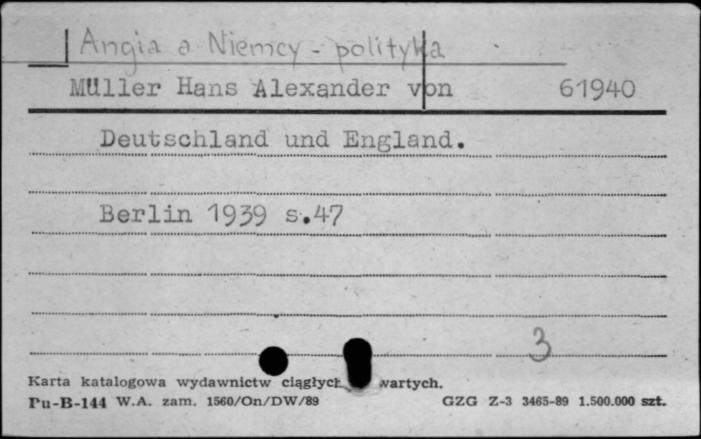 Anglia a Niemcy - polityka
Müller Hans Alexander von 61940
Deutschland und England.
Berlin 1939 s.47
3
Karta katalogowa wydawnictw ciągłych wartych.
Pu-B-144 W.A. zam. 1560/On/DW/89 GZG Z-3 3465-89 1.500.000 szt.